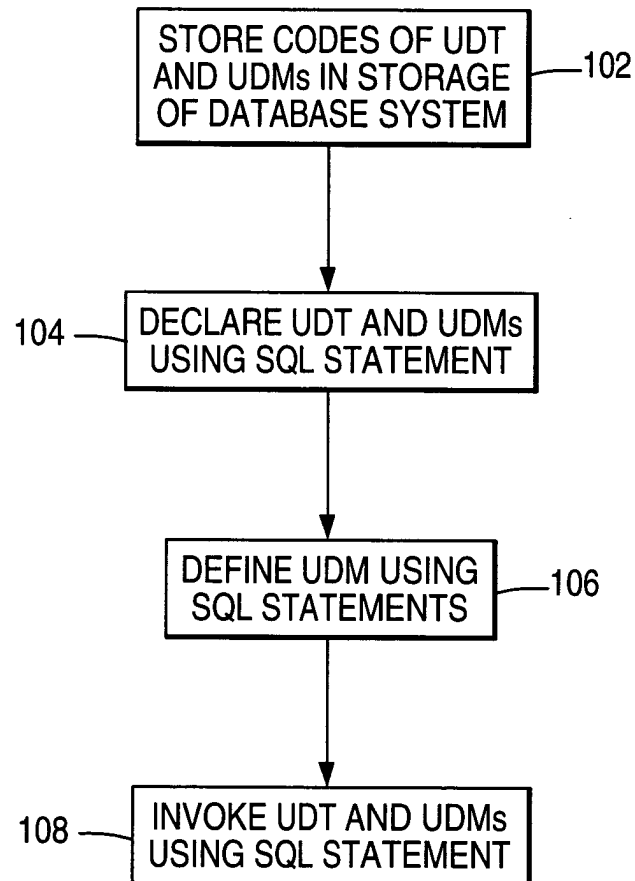 STORE CODES OF UDT
AND UDMs IN STORAGE
OF DATABASE SYSTEM
102
104
DECLARE UDT AND UDMs
USING SQL STATEMENT
DEFINE UDM USING
SQL STATEMENTS
106
108
INVOKE UDT AND UDMs
USING SQL STATEMENT